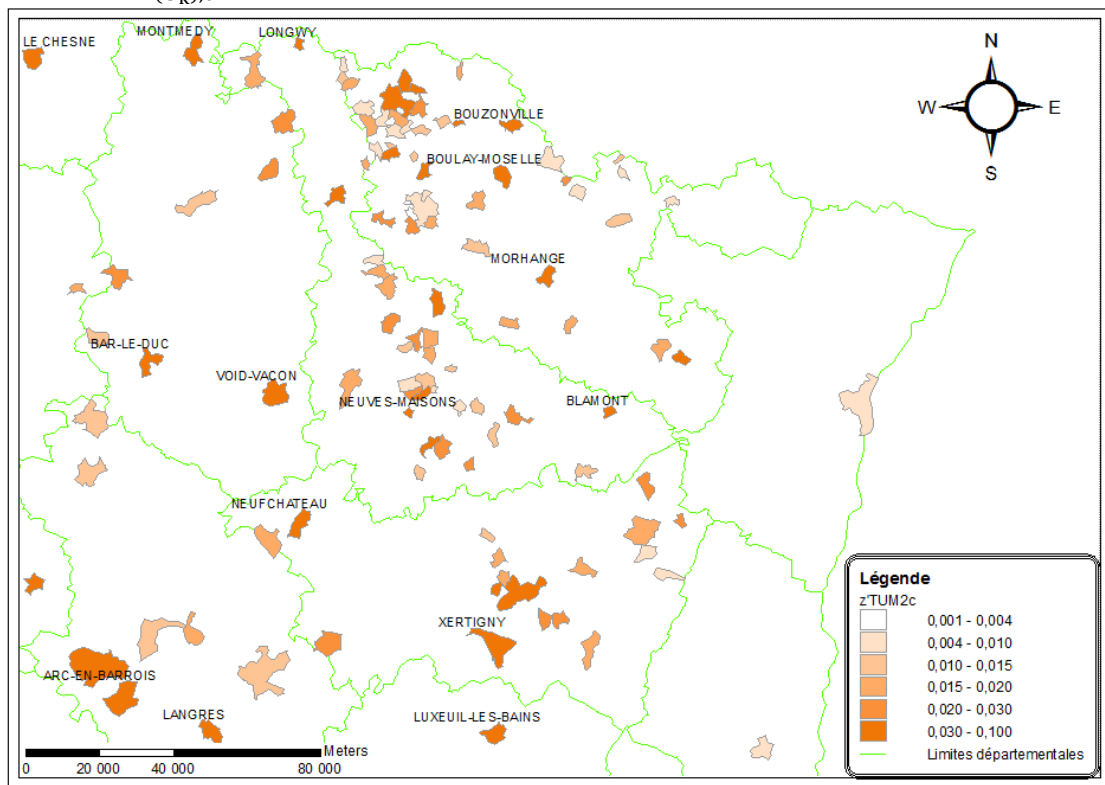 LE CHESNE
MONTMEDY
LONGWY
N
W
E
S
BOUZONVILLE
BOULAY-MOSELLE
MORHANGE
BAR-LE-DUC
VOID-VACON
NEUVES-MAISONS
BLAMONT
NEUFCHATEAU
XERTIGNY
ARC-EN-BARROIS
LANGRES
LUXEUIL-LES-BAINS
Meters
0 20 000 40 000 80 000
Légende
z'TUM2c
0,001 - 0,004
0,004 - 0,010
0,010 - 0,015
0,015 - 0,020
0,020 - 0,030
0,030 - 0,100
Limites départementales